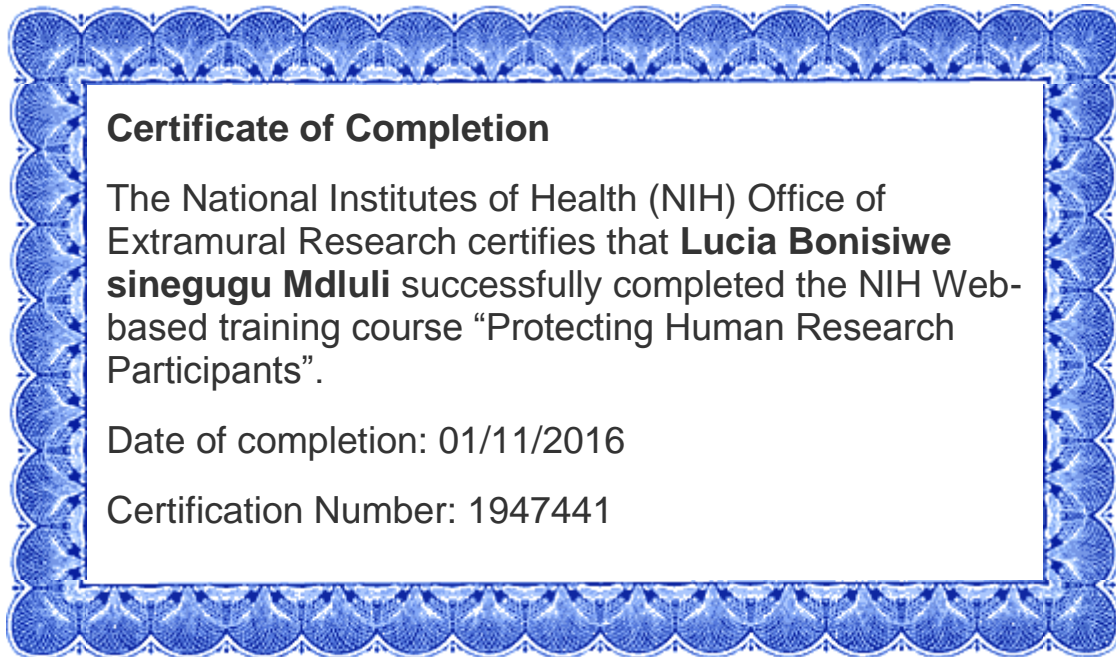 Certificate of Completion
The National Institutes of Health (NIH) Office of
Extramural Research certifies that Lucia Bonisiwe
sinegugu Mdluli successfully completed the NIH Web-
based training course “Protecting Human Research
Participants”.
Date of completion: 01/11/2016
Certification Number: 1947441